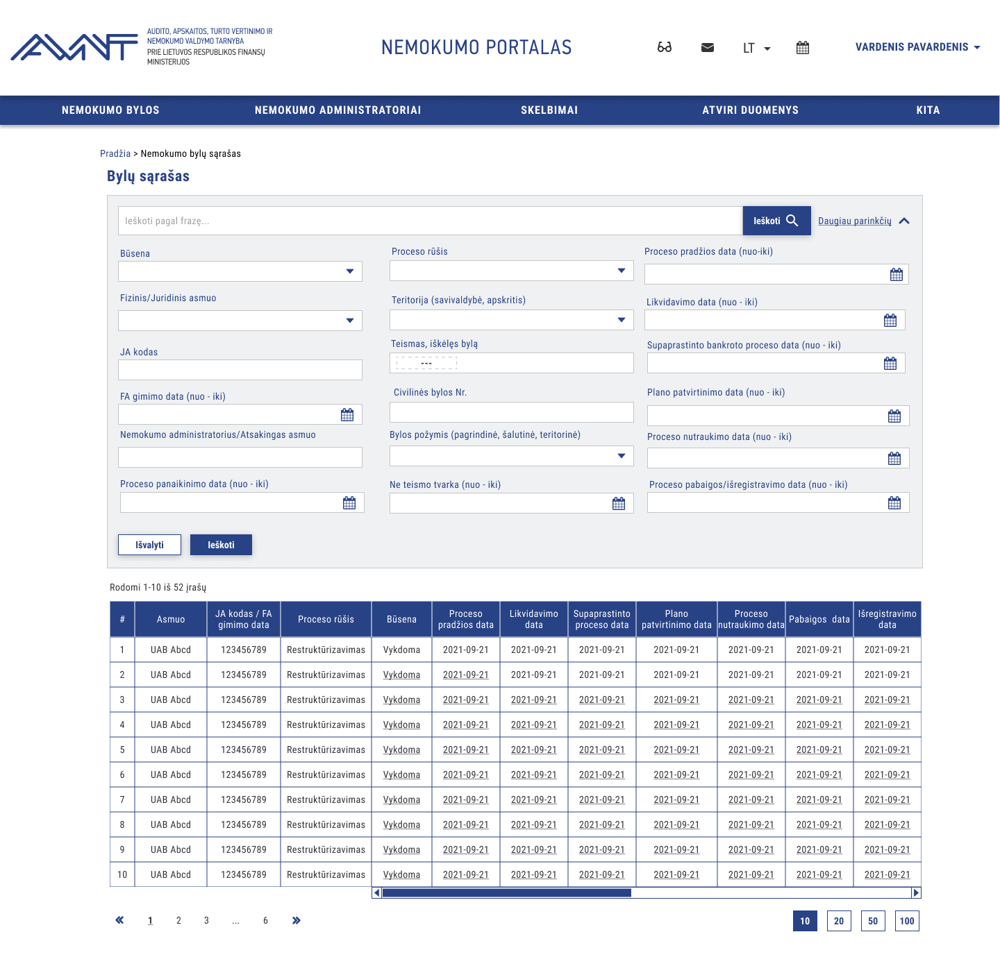 AVNT
AUDITO, APSKAITOS, TURTO VERTINIMO IR
NEMOKUMO VALDYMO TARNYBA
PRIE LIETUVOS RESPUBLIKOS FINANSŲ
MINISTERIJOS
NEMOKUMO PORTALAS
LT
VARDENIS PAVARDENIS
NEMOKUMO BYLOS NEMOKUMO ADMINISTRATORIAI SKELBIMAI ATVIRI DUOMENYS KITA
Pradžia > Nemokumo bylų sąrašas
Bylų sąrašas
Ieškoti pagal frazę... Ieškoti Daugiau parinkčių
Būsena Proceso rūšis Proceso pradžios data (nuo-iki)
Fizinis/Juridinis asmuo Teritorija (savivaldybė, apskritis) Likvidavimo data (nuo - iki)
JA kodas Teismas, iškėlęs bylą Supaprastinto bankroto proceso data (nuo - iki)
---
FA gimimo data (nuo - iki) Civilinės bylos Nr. Plano patvirtinimo data (nuo - iki)
Nemokumo administratorius/Atsakingas asmuo Bylos požymis (pagrindinė, šalutinė, teritorinė) Proceso nutraukimo data (nuo - iki)
Proceso panaikinimo data (nuo - iki) Ne teismo tvarka (nuo - iki) Proceso pabaigos/išregistravimo data (nuo - iki)
Išvalyti Ieškoti
Rodomi 1-10 iš 52 įrašų
# Asmuo JA kodas / FA gimimo data Proceso rūšis Būsena Proceso pradžios data Likvidavimo data Supaprastinto proceso data Plano patvirtinimo data Proceso nutraukimo data Pabaigos data Išregistravimo data
1 UAB Abcd 123456789 Restruktūrizavimas Vykdoma 2021-09-21 2021-09-21 2021-09-21 2021-09-21 2021-09-21 2021-09-21 2021-09-21
2 UAB Abcd 123456789 Restruktūrizavimas Vykdoma 2021-09-21 2021-09-21 2021-09-21 2021-09-21 2021-09-21 2021-09-21 2021-09-21
3 UAB Abcd 123456789 Restruktūrizavimas Vykdoma 2021-09-21 2021-09-21 2021-09-21 2021-09-21 2021-09-21 2021-09-21 2021-09-21
4 UAB Abcd 123456789 Restruktūrizavimas Vykdoma 2021-09-21 2021-09-21 2021-09-21 2021-09-21 2021-09-21 2021-09-21 2021-09-21
5 UAB Abcd 123456789 Restruktūrizavimas Vykdoma 2021-09-21 2021-09-21 2021-09-21 2021-09-21 2021-09-21 2021-09-21 2021-09-21
6 UAB Abcd 123456789 Restruktūrizavimas Vykdoma 2021-09-21 2021-09-21 2021-09-21 2021-09-21 2021-09-21 2021-09-21 2021-09-21
7 UAB Abcd 123456789 Restruktūrizavimas Vykdoma 2021-09-21 2021-09-21 2021-09-21 2021-09-21 2021-09-21 2021-09-21 2021-09-21
8 UAB Abcd 123456789 Restruktūrizavimas Vykdoma 2021-09-21 2021-09-21 2021-09-21 2021-09-21 2021-09-21 2021-09-21 2021-09-21
9 UAB Abcd 123456789 Restruktūrizavimas Vykdoma 2021-09-21 2021-09-21 2021-09-21 2021-09-21 2021-09-21 2021-09-21 2021-09-21
10 UAB Abcd 123456789 Restruktūrizavimas Vykdoma 2021-09-21 2021-09-21 2021-09-21 2021-09-21 2021-09-21 2021-09-21 2021-09-21
« 1 2 3 ... 6 » 10 20 50 100